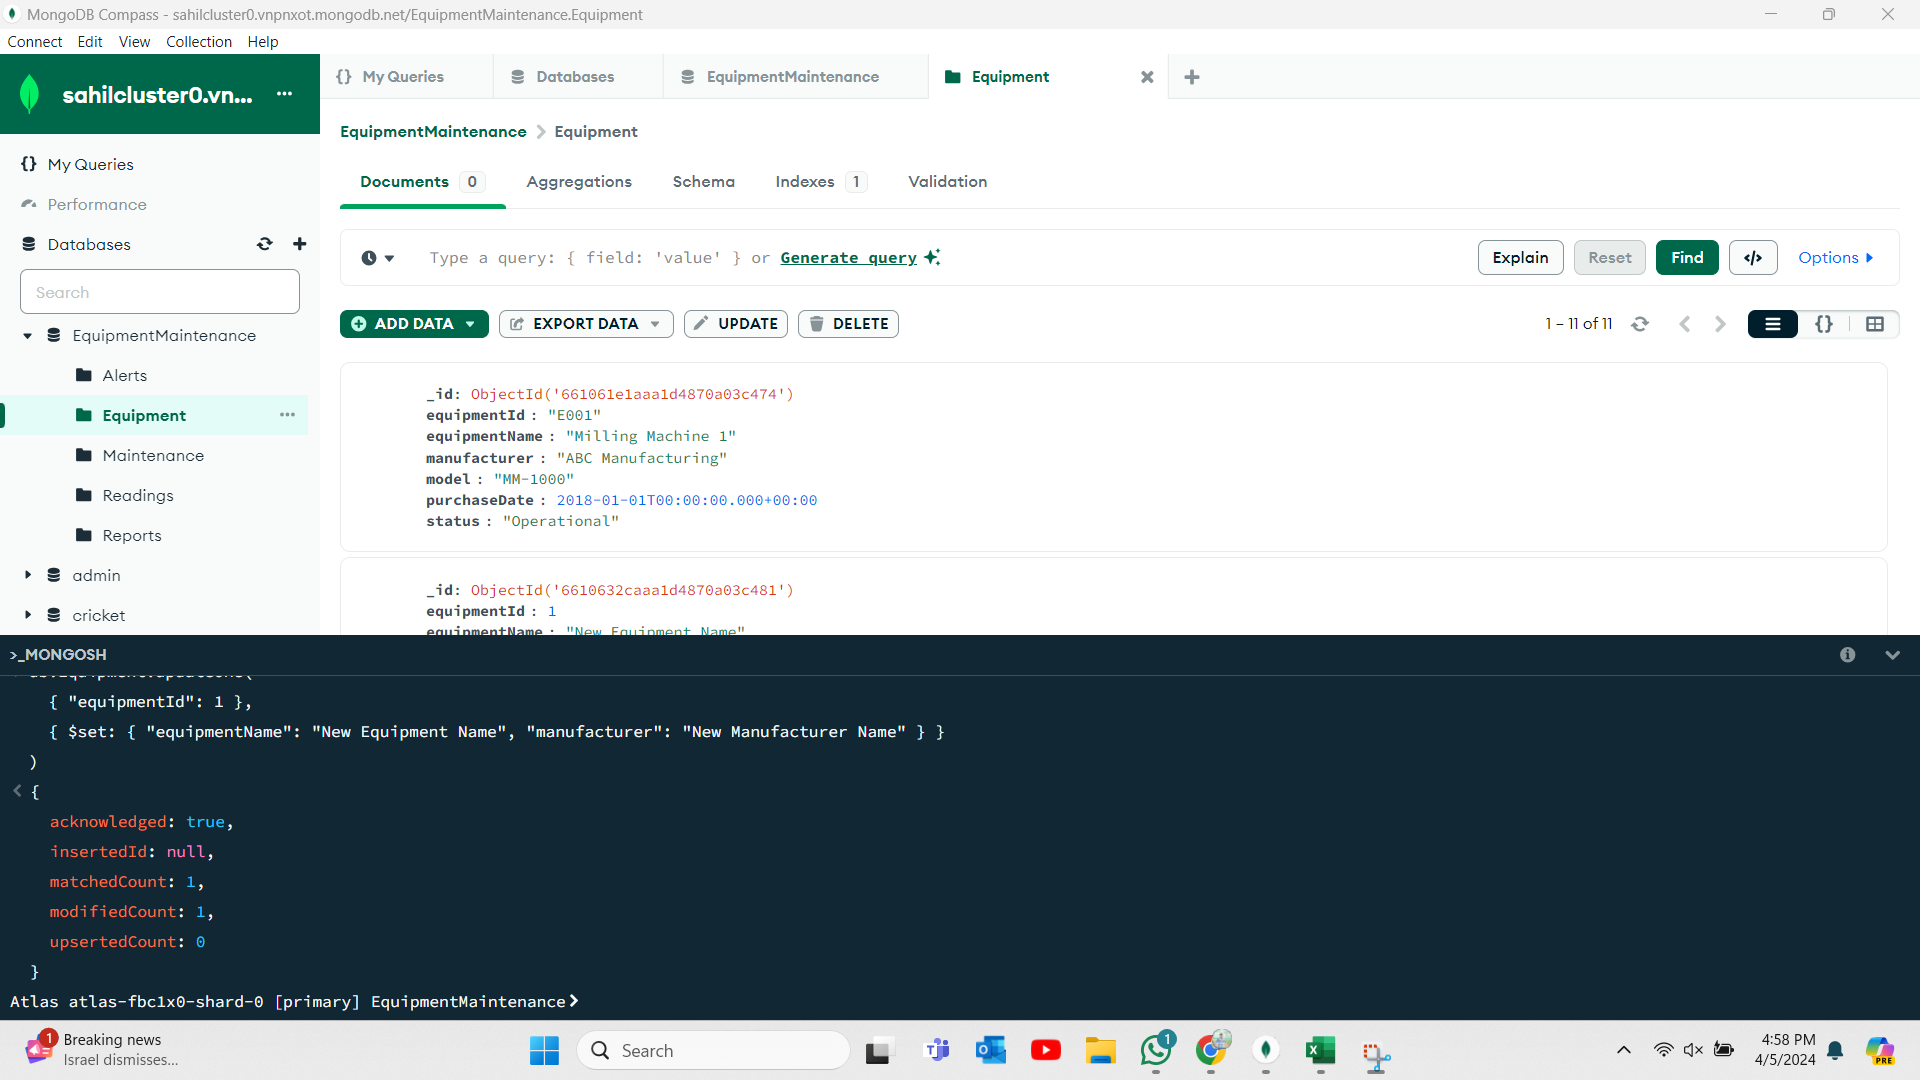 MongoDB Compass - sahilcluster0.vnpnxot.mongodb.net/EquipmentMaintenance.Equipment
Connect Edit View Collection Help
sahilcluster0.vn...
My Queries
Performance
Databases
Search
EquipmentMaintenance
Alerts
Equipment
Maintenance
Readings
Reports
admin
cricket
{} My Queries
Databases
EquipmentMaintenance
Equipment
EquipmentMaintenance > Equipment
Documents 0
Aggregations
Schema
Indexes 1
Validation
Type a query: { field: 'value' } or Generate query
Explain
Reset
Find
</>
Options
ADD DATA
EXPORT DATA
UPDATE
DELETE
1 – 11 of 11
{}
_id: ObjectId('661061e1aaa1d4870a03c474')
equipmentId : "E001"
equipmentName : "Milling Machine 1"
manufacturer : "ABC Manufacturing"
model : "MM-1000"
purchaseDate : 2018-01-01T00:00:00.000+00:00
status : "Operational"
_id: ObjectId('6610632caaa1d4870a03c481')
equipmentId : 1
equipmentName : "New Equipment Name"
>_MONGOSH
{ "equipmentId": 1 },
{ $set: { "equipmentName": "New Equipment Name", "manufacturer": "New Manufacturer Name" } }
)
< {
acknowledged: true,
insertedId: null,
matchedCount: 1,
modifiedCount: 1,
upsertedCount: 0
}
Atlas atlas-fbc1x0-shard-0 [primary] EquipmentMaintenance>
1
Breaking news
Israel dismisses...
Search
1
4:58 PM
4/5/2024
PRE